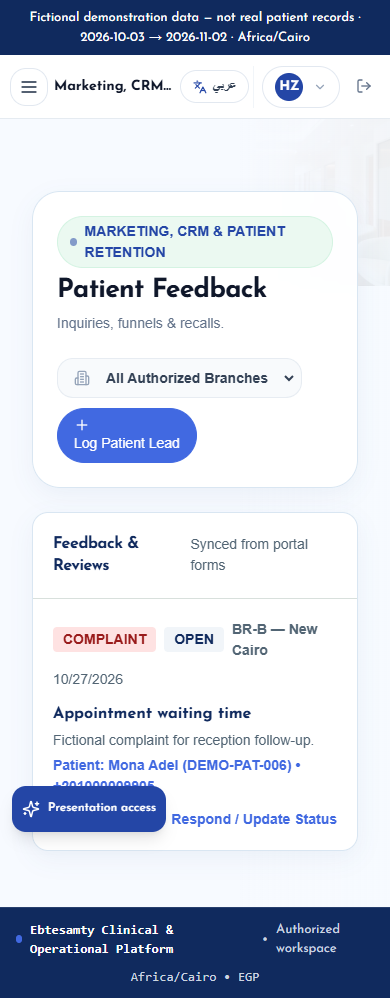 Fictional demonstration data — not real patient records ·
2026-10-03 → 2026-11-02 · Africa/Cairo
Marketing, CRM...
عربي
HZ
MARKETING, CRM & PATIENT
RETENTION
Patient Feedback
Inquiries, funnels & recalls.
All Authorized Branches
Log Patient Lead
Feedback &
Reviews
Synced from portal
forms
COMPLAINT
OPEN
BR-B — New
Cairo
10/27/2026
Appointment waiting time
Fictional complaint for reception follow-up.
Patient: Mona Adel (DEMO-PAT-006) •
Presentation access
Respond / Update Status
Ebtesamty Clinical &
Operational Platform
• Authorized
workspace
Africa/Cairo • EGP